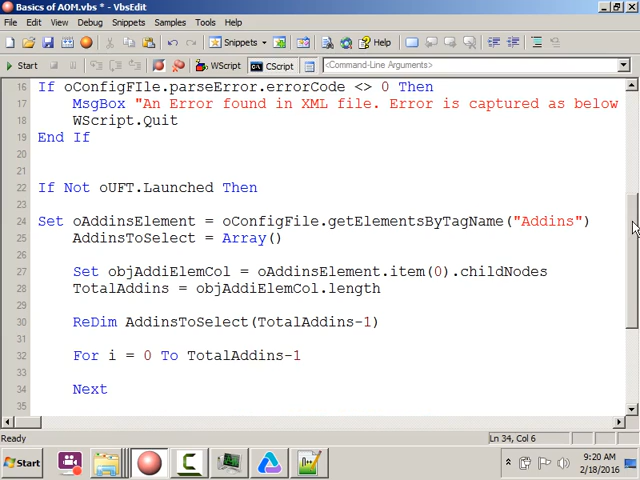 Basics of AOM.vbs * - VbsEdit
File Edit View Debug Snippets Samples Tools Help
Snippets Help
Start WScript CScript <Command-Line Arguments>
16 If oConfigFIle.parseError.errorCode <> 0 Then
17 MsgBox "An Error found in XML file. Error is captured as below
18 WScript.Quit
19 End If
20
21
22 If Not oUFT.Launched Then
23
24 Set oAddinsElement = oConfigFile.getElementsByTagName("Addins")
25 AddinsToSelect = Array()
26
27 Set objAddiElemCol = oAddinsElement.item(0).childNodes
28 TotalAddins = objAddiElemCol.length
29
30 ReDim AddinsToSelect(TotalAddins-1)
31
32 For i = 0 To TotalAddins-1
33
34 Next
35
Ready Ln 34, Col 6
Start 9:20 AM
2/18/2016